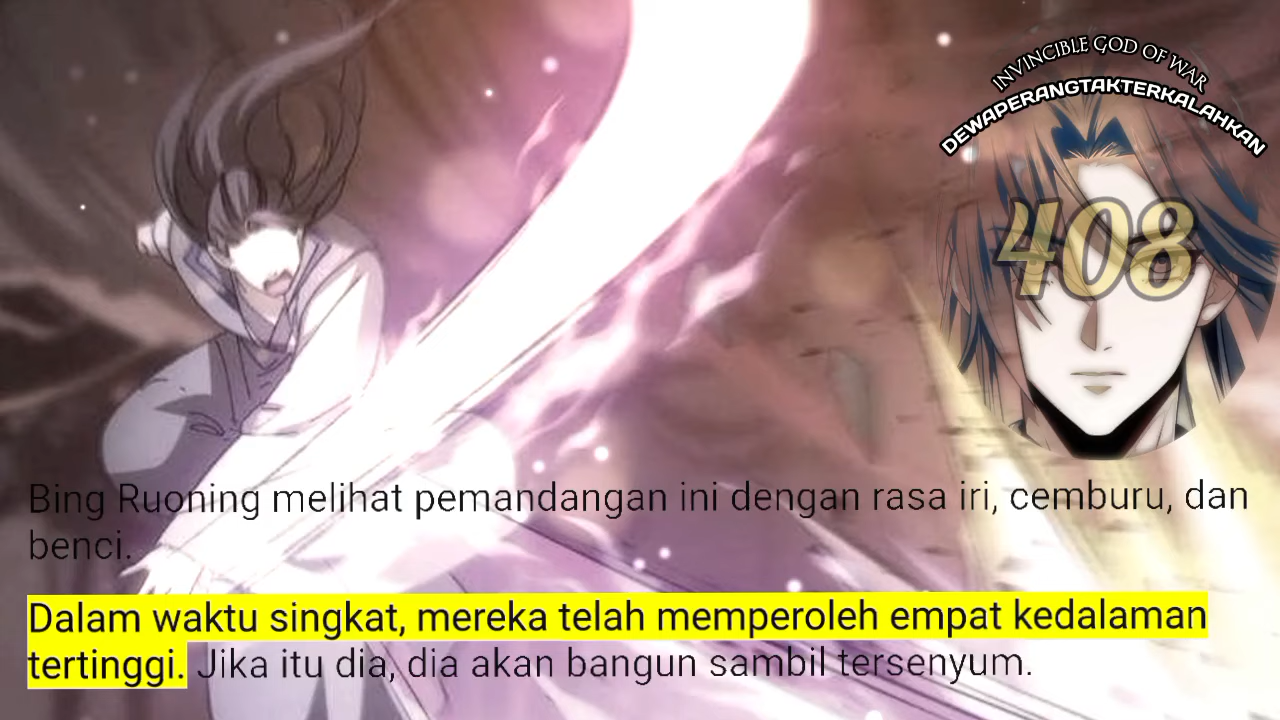 INVINCIBLE GOD OF WAR
DEWAPERANGTAKTERKALAHKAN
408
Bing Ruoning melihat pemandangan ini dengan rasa iri, cemburu, dan
benci.
Dalam waktu singkat, mereka telah memperoleh empat kedalaman
tertinggi. Jika itu dia, dia akan bangun sambil tersenyum.